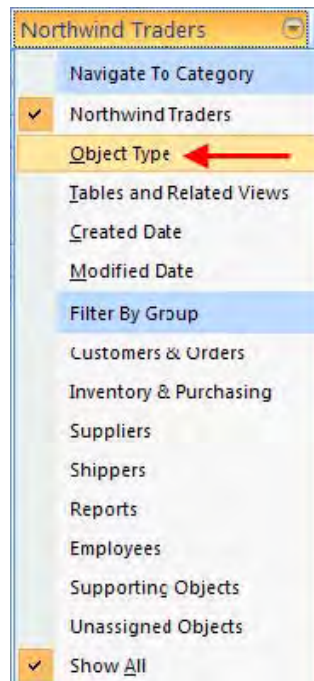 Northwind Traders
Navigate To Category
Northwind Traders
Object Type
Tables and Related Views
Created Date
Modified Date
Filter By Group
Customers & Orders
Inventory & Purchasing
Suppliers
Shippers
Reports
Employees
Supporting Objects
Unassigned Objects
Show All